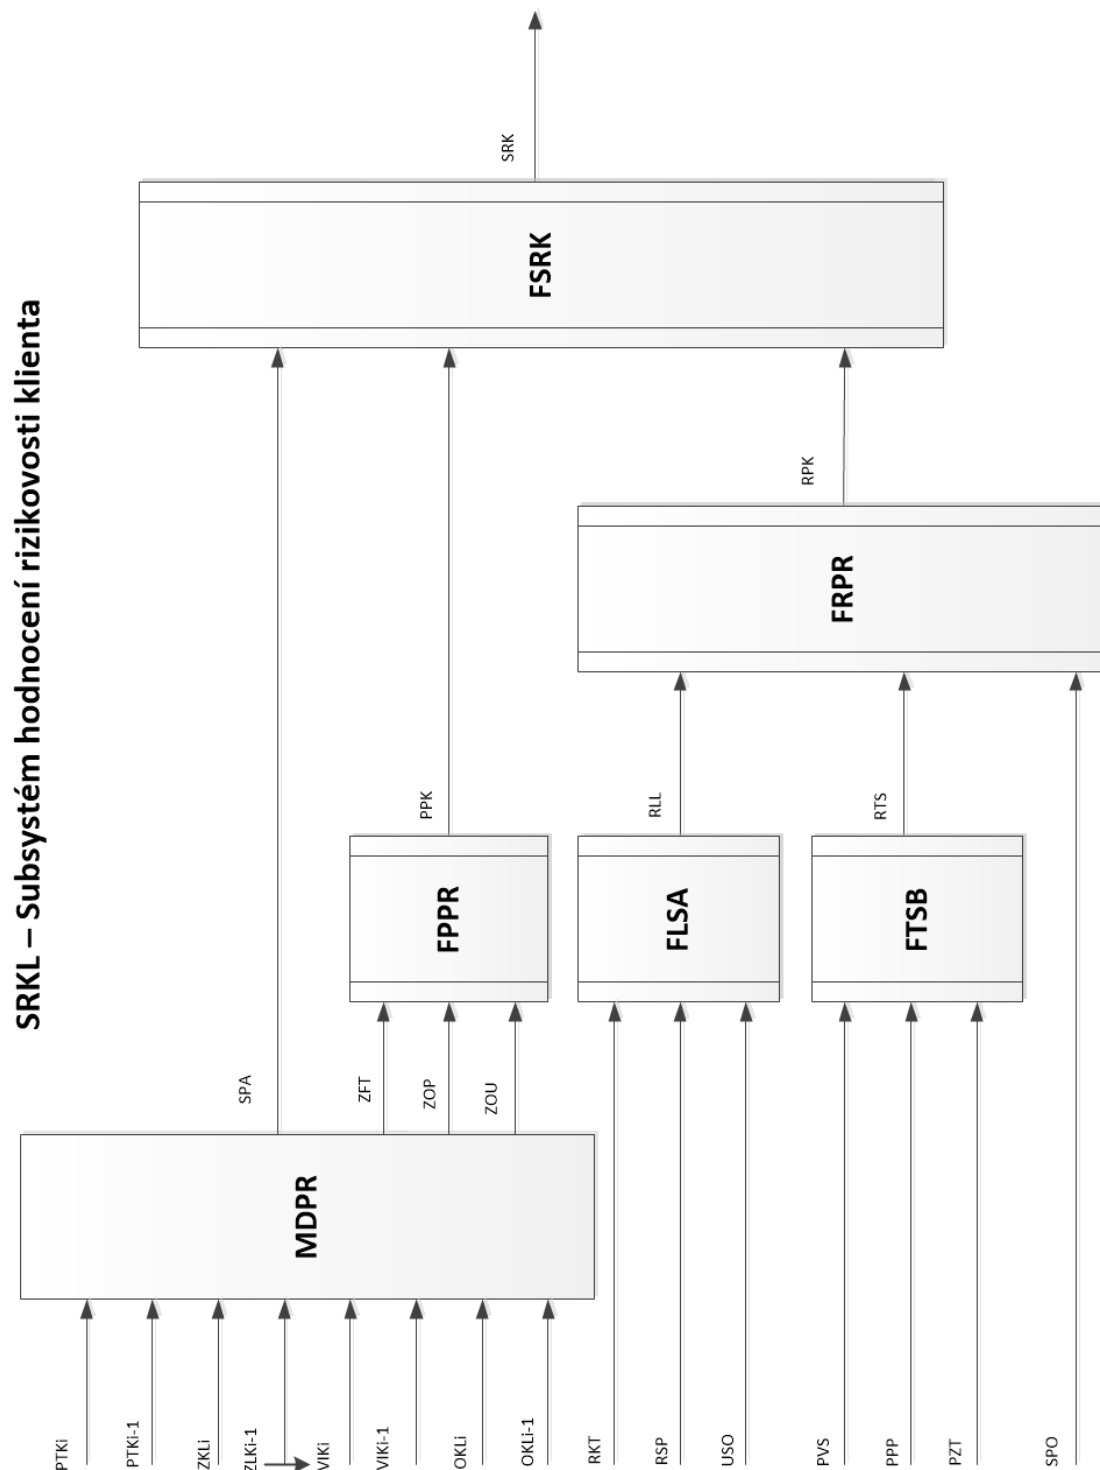 SRKL – Subsystém hodnocení rizikovosti klienta
PTKi
PTKi-1
ZKLi
ZLKi-1
VIKi
VIKi-1
OKLi
OKLi-1
RKT
RSP
USO
PVS
PPP
PZT
SPO
MDPR
SPA
ZFT
ZOP
ZOU
FPPR
FLSA
FTSB
PPK
RLL
RTS
FRPR
RPK
FSRK
SRK